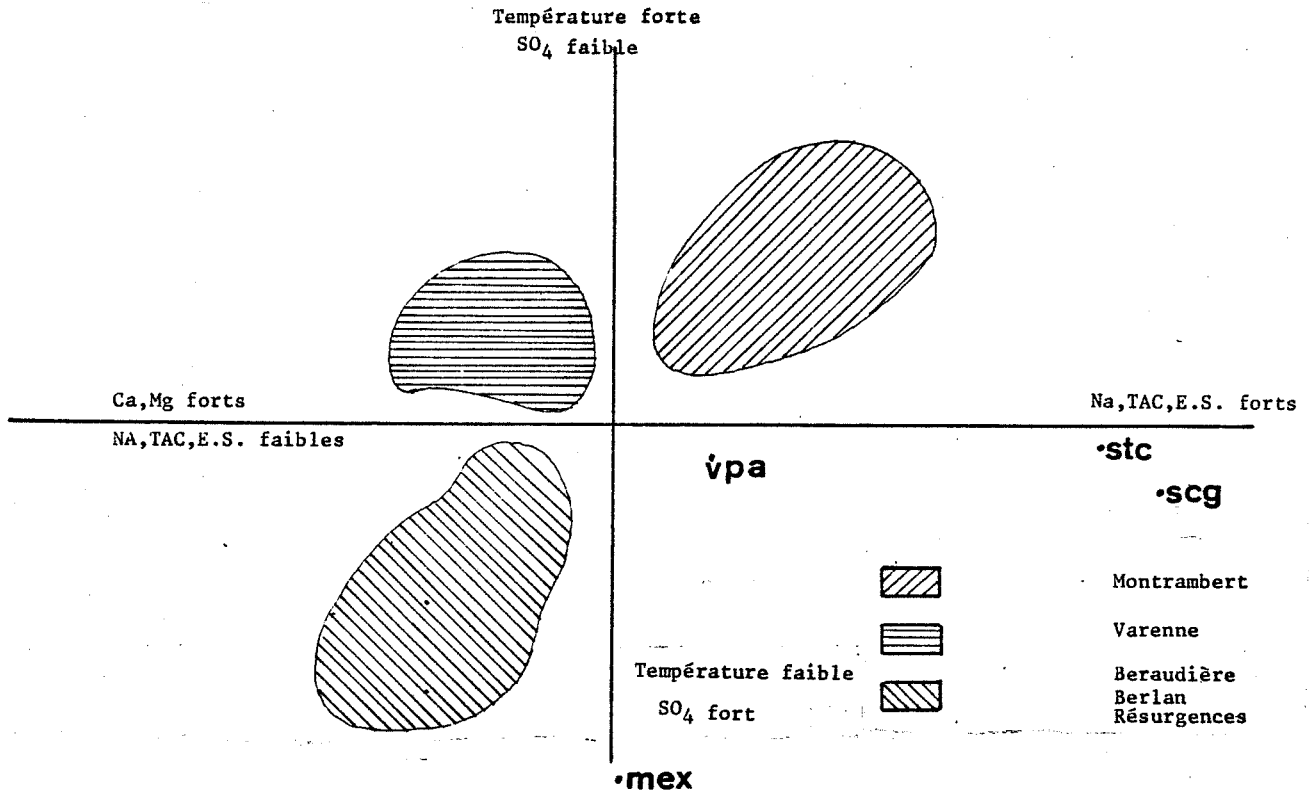 Température forte
SO4 faible
Ca,Mg forts
Na,TAC,E.S. forts
NA,TAC,E.S. faibles
•stc
vpa
•scg
Montrambert
Varenne
Température faible
SO4 fort
Beraudière
Berlan
Résurgences
•mex